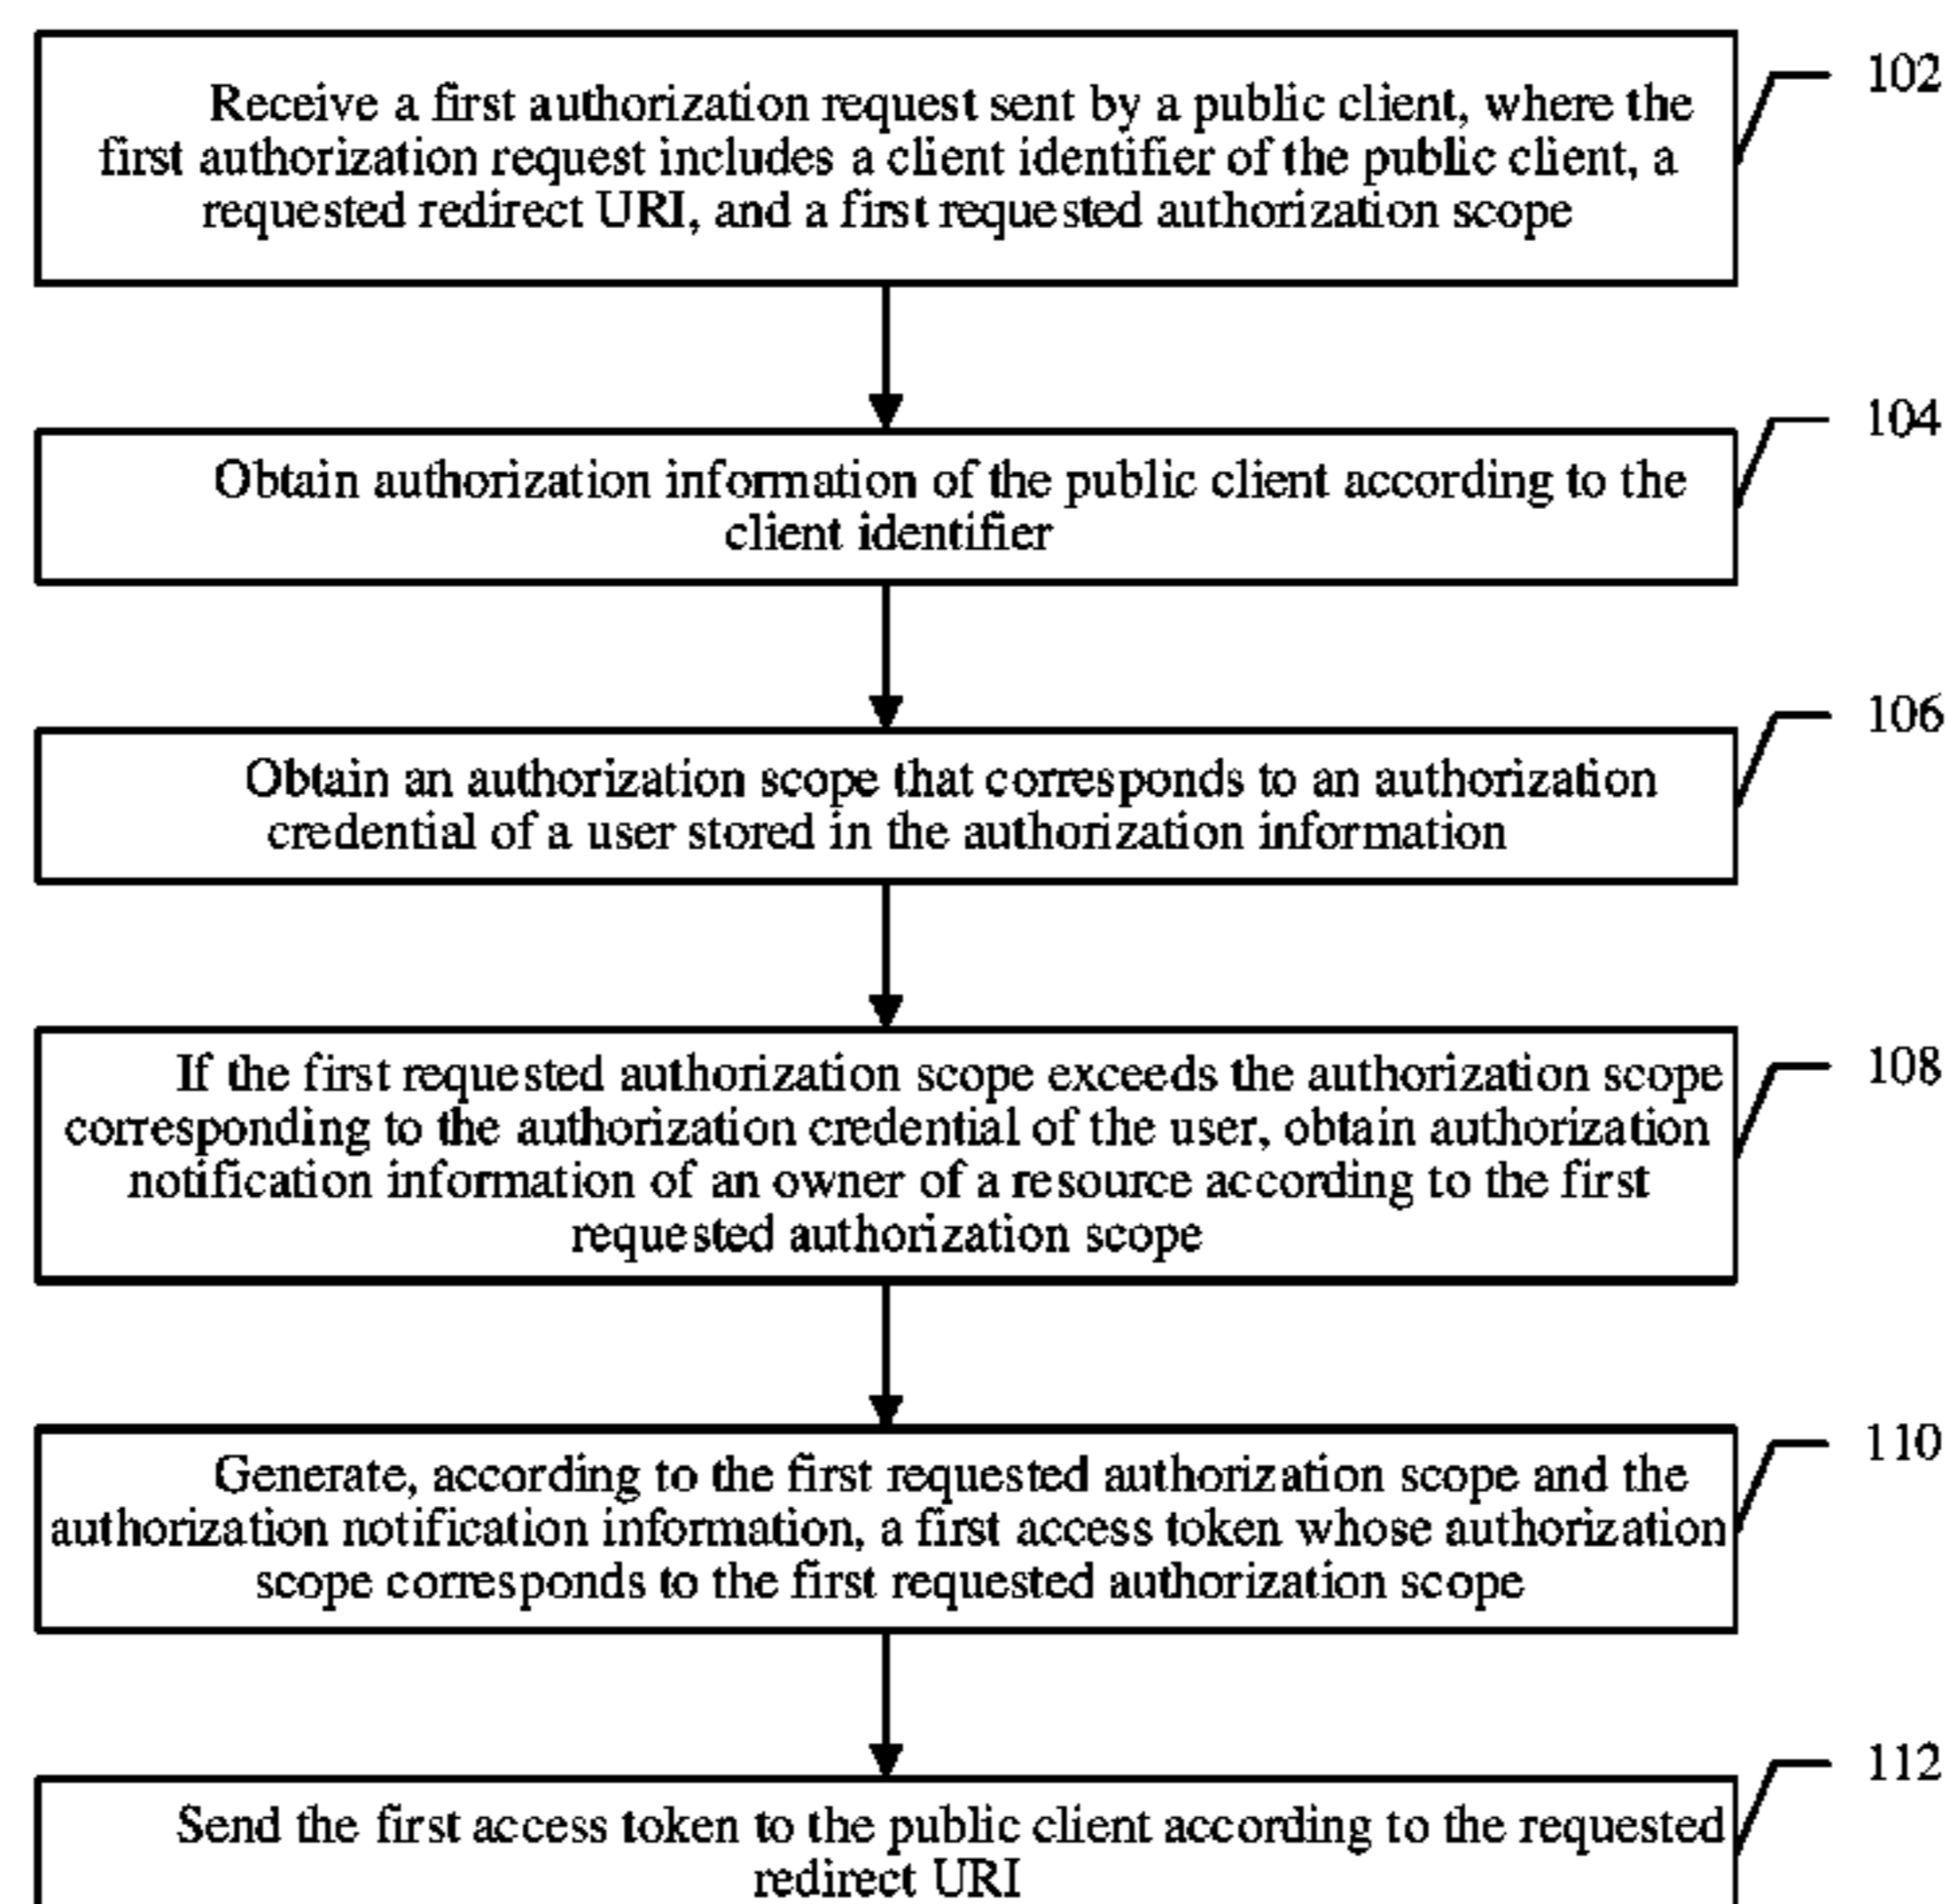 102
Receive a first authorization request sent by a public client, where the
first authorization request includes a client identifier of the public client, a
requested redirect URI, and a first requested authorization scope
104
Obtain authorization information of the public client according to the
client identifier
106
Obtain an authorization scope that corresponds to an authorization
credential of a user stored in the authorization information
108
If the first requested authorization scope exceeds the authorization scope
corresponding to the authorization credential of the user, obtain authorization
notification information of an owner of a resource according to the first
requested authorization scope
110
Generate, according to the first requested authorization scope and the
authorization notification information, a first access token whose authorization
scope corresponds to the first requested authorization scope
112
Send the first access token to the public client according to the requested
redirect URI